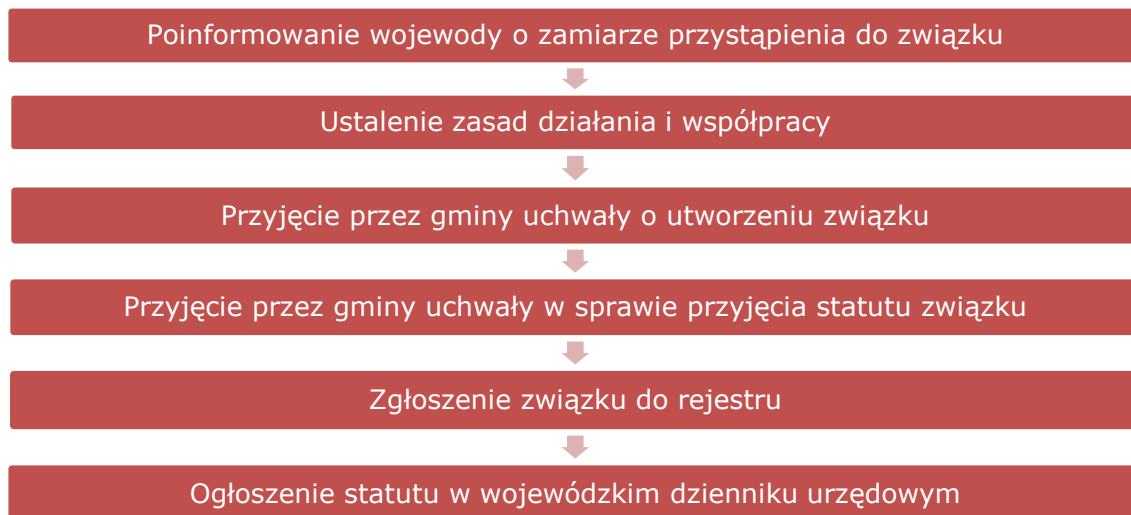 Poinformowanie wojewody o zamiarze przystąpienia do związku
Ustalenie zasad działania i współpracy
Przyjęcie przez gminy uchwały o utworzeniu związku
Przyjęcie przez gminy uchwały w sprawie przyjęcia statutu związku
Zgłoszenie związku do rejestru
Ogłoszenie statutu w wojewódzkim dzienniku urzędowym